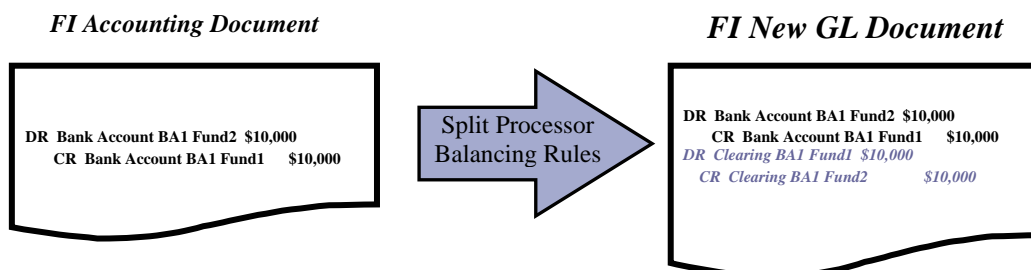 FI Accounting Document
DR Bank Account BA1 Fund2 $10,000
CR Bank Account BA1 Fund1 $10,000
Split Processor
Balancing Rules
FI New GL Document
DR Bank Account BA1 Fund2 $10,000
CR Bank Account BA1 Fund1 $10,000
DR Clearing BA1 Fund1 $10,000
CR Clearing BA1 Fund2 $10,000